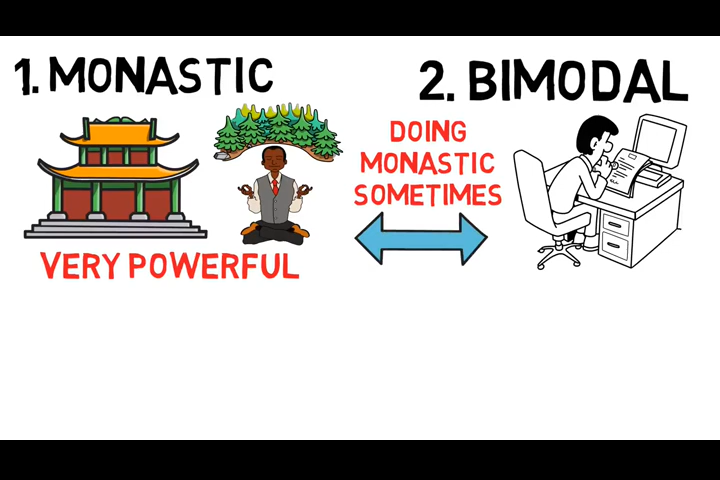 1. MONASTIC
VERY POWERFUL
2. BIMODAL
DOING
MONASTIC
SOMETIMES